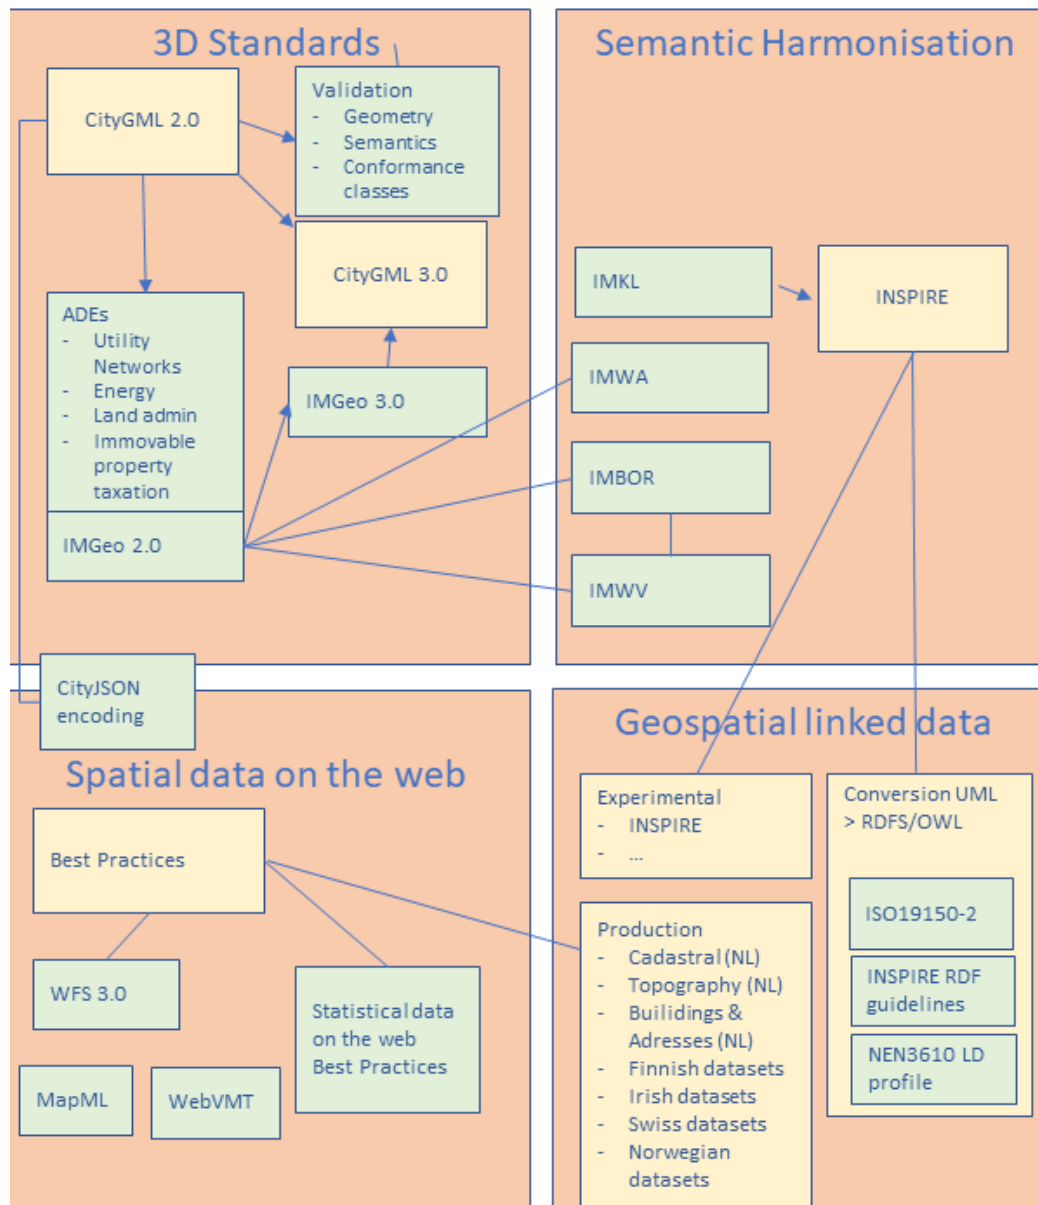 3D Standards
CityGML 2.0
Validation
- Geometry
- Semantics
- Conformance
classes
CityGML 3.0
ADEs
- Utility
Networks
- Energy
- Land admin
- Immovable
property
taxation
IMGeo 3.0
IMGeo 2.0
Semantic Harmonisation
IMKL
INSPIRE
IMWA
IMBOR
IMWV
CityJSON
encoding
Spatial data on the web
Best Practices
WFS 3.0
Statistical data
on the web
Best Practices
MapML
WebVMT
Geospatial linked data
Experimental
- INSPIRE
- ...
Production
- Cadastral (NL)
- Topography (NL)
- Builidings &
Adresses (NL)
- Finnish datasets
- Irish datasets
- Swiss datasets
- Norwegian
datasets
Conversion UML
> RDFS/OWL
ISO19150-2
INSPIRE RDF
guidelines
NEN3610 LD
profile